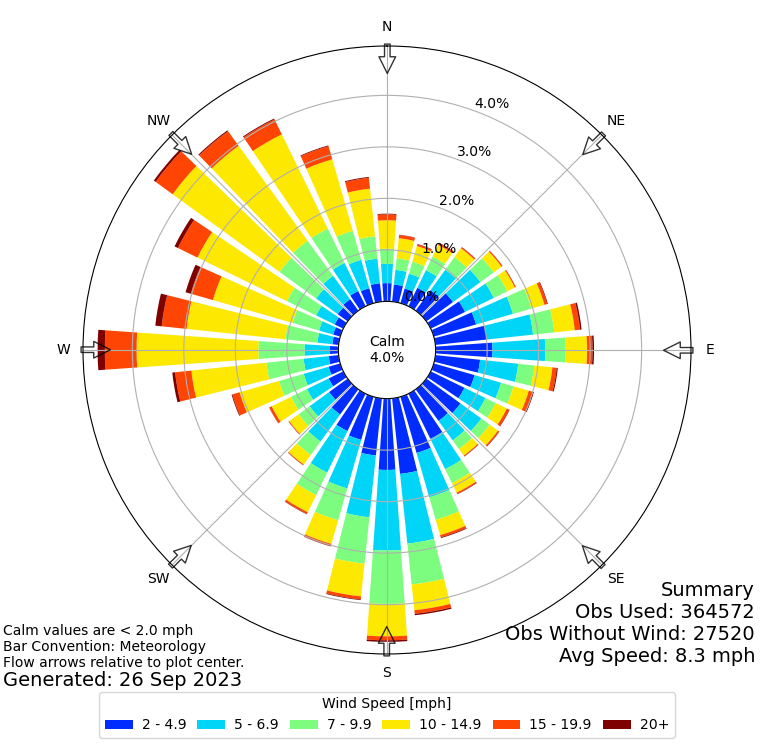 N
NW
NE
4.0%
3.0%
2.0%
1.0%
0.0%
Calm
4.0%
W
E
SW
SE
S
Summary
Obs Used: 364572
Obs Without Wind: 27520
Avg Speed: 8.3 mph
Calm values are < 2.0 mph
Bar Convention: Meteorology
Flow arrows relative to plot center.
Generated: 26 Sep 2023
Wind Speed [mph]
2 - 4.9 5 - 6.9 7 - 9.9 10 - 14.9 15 - 19.9 20+